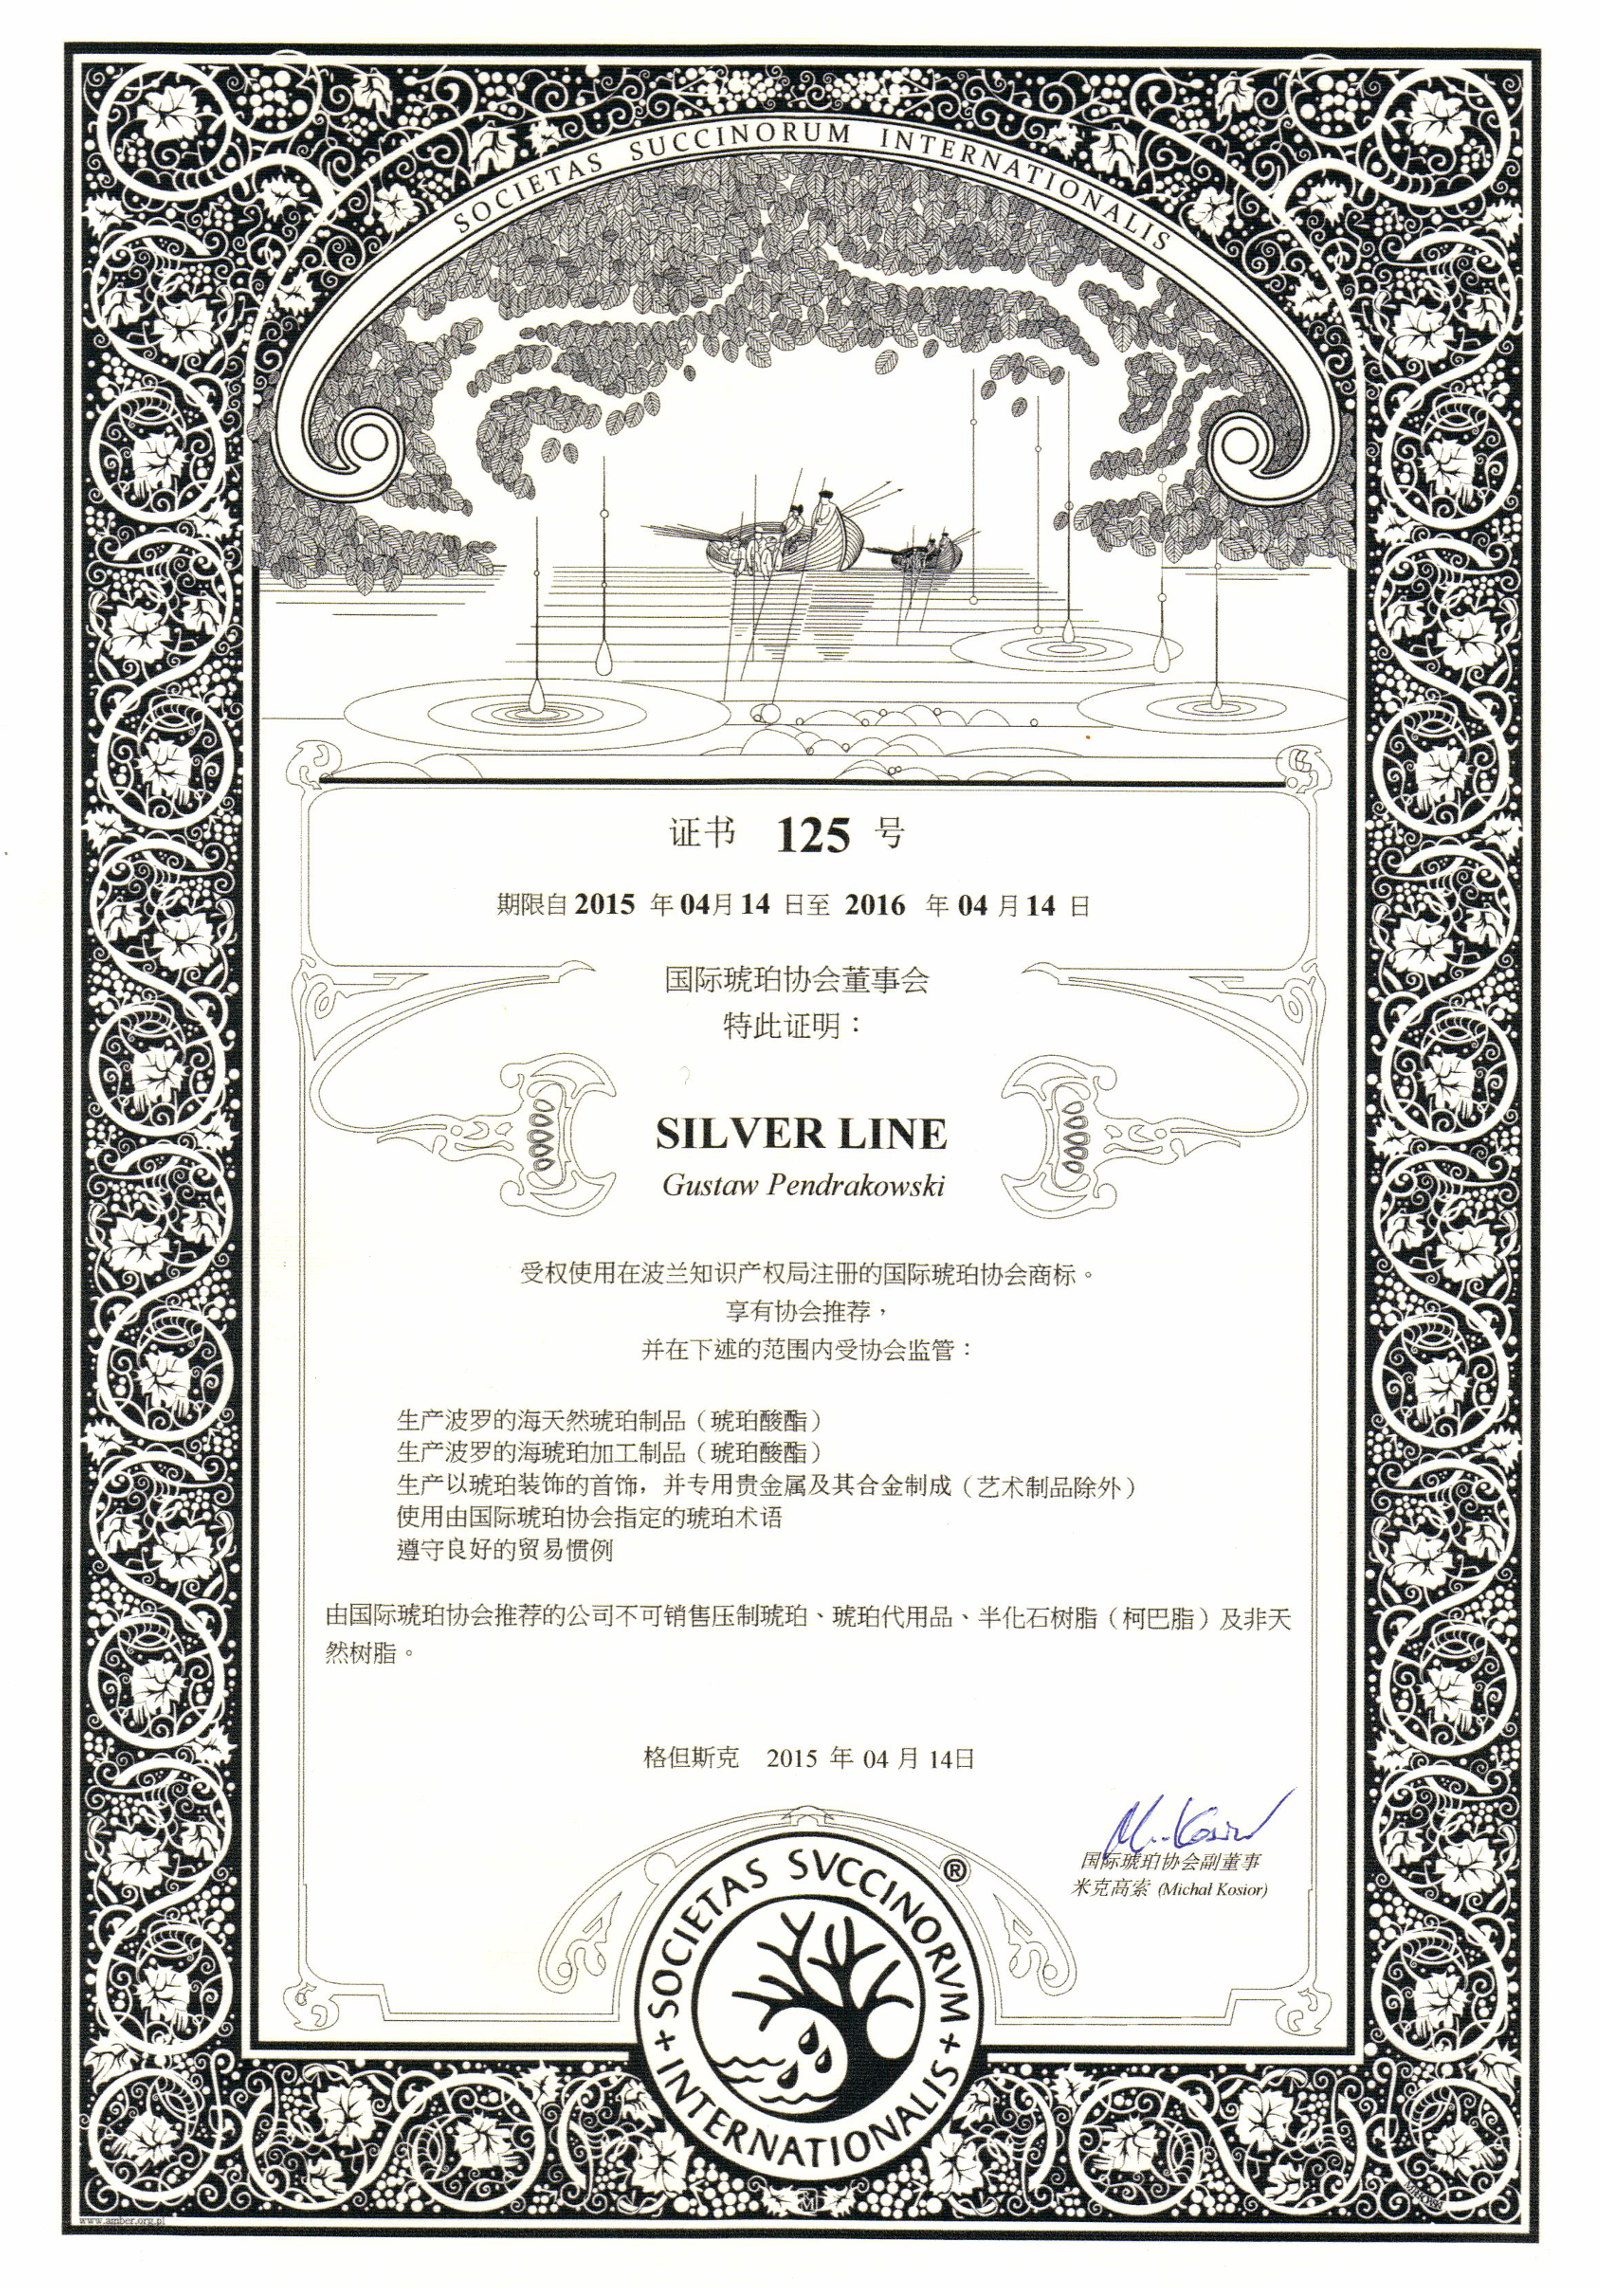 SOCIETAS SUCCINORUM INTERNATIONALIS
证书 125 号
期限自 2015 年 04月 14 日至 2016 年 04 月 14 日
国际琥珀协会董事会
特此证明：
SILVER LINE
Gustaw Pendrakowski
受权使用在波兰知识产权局注册的国际琥珀协会商标。
享有协会推荐，
并在下述的范围内受协会监管：
生产波罗的海天然琥珀制品（琥珀酸酯）
生产波罗的海琥珀加工制品（琥珀酸酯）
生产以琥珀装饰的首饰，并专用贵金属及其合金制成（艺术制品除外）
使用由国际琥珀协会指定的琥珀术语
遵守良好的贸易惯例
由国际琥珀协会推荐的公司不可销售压制琥珀、琥珀代用品、半化石树脂（柯巴脂）及非天
然树脂。
格但斯克 2015 年 04 月 14日
M. Kosior
国际琥珀协会副董事
米克高索 (Michal Kosior)
SOCIETAS SVCCINORVM + INTERNATIONALIS +
®
www.amber.org.pl